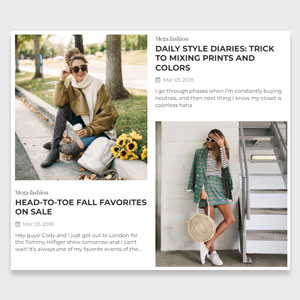 Mega fashion
DAILY STYLE DIARIES: TRICK
TO MIXING PRINTS AND
COLORS
Mar 05 2018
I go through phases when I'm constantly buying
neutrals, and then next thing I know my closet is
colorless haha
Mega fashion
HEAD-TO-TOE FALL FAVORITES
ON SALE
Mar 05 2018
Hey guys! Cody and I just got out to London for
the Tommy Hilfiger show tomorrow and I can't
wait! It's always one of my favorite events of the...